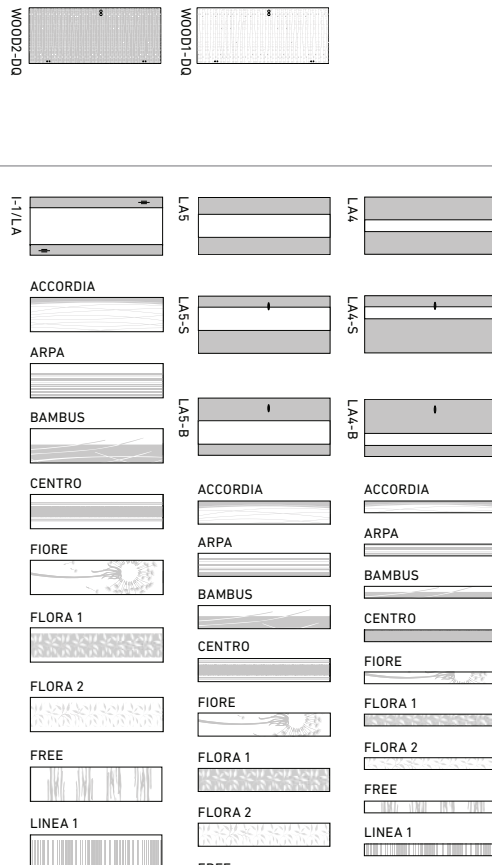 WOOD2-DQ
WOOD1-DQ
I-1/LA
ACCORDIA
ARPA
BAMBUS
CENTRO
FIORE
FLORA 1
FLORA 2
FREE
LINEA 1
LA5
LA5-S
LA5-B
ACCORDIA
ARPA
BAMBUS
CENTRO
FIORE
FLORA 1
FLORA 2
FREE
LA4
LA4-S
LA4-B
ACCORDIA
ARPA
BAMBUS
CENTRO
FIORE
FLORA 1
FLORA 2
FREE
LINEA 1